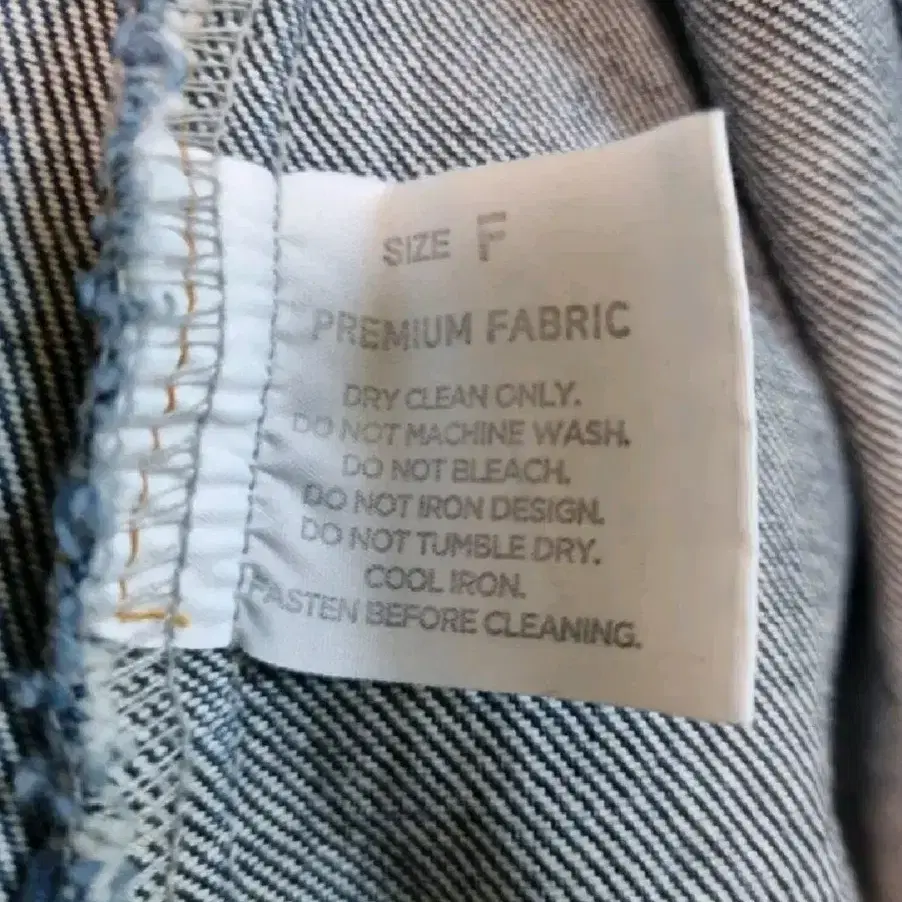 SIZE F
PREMIUM FABRIC
DRY CLEAN ONLY.
DO NOT MACHINE WASH.
DO NOT BLEACH.
DO NOT IRON DESIGN.
DO NOT TUMBLE DRY.
COOL IRON.
FASTEN BEFORE CLEANING.